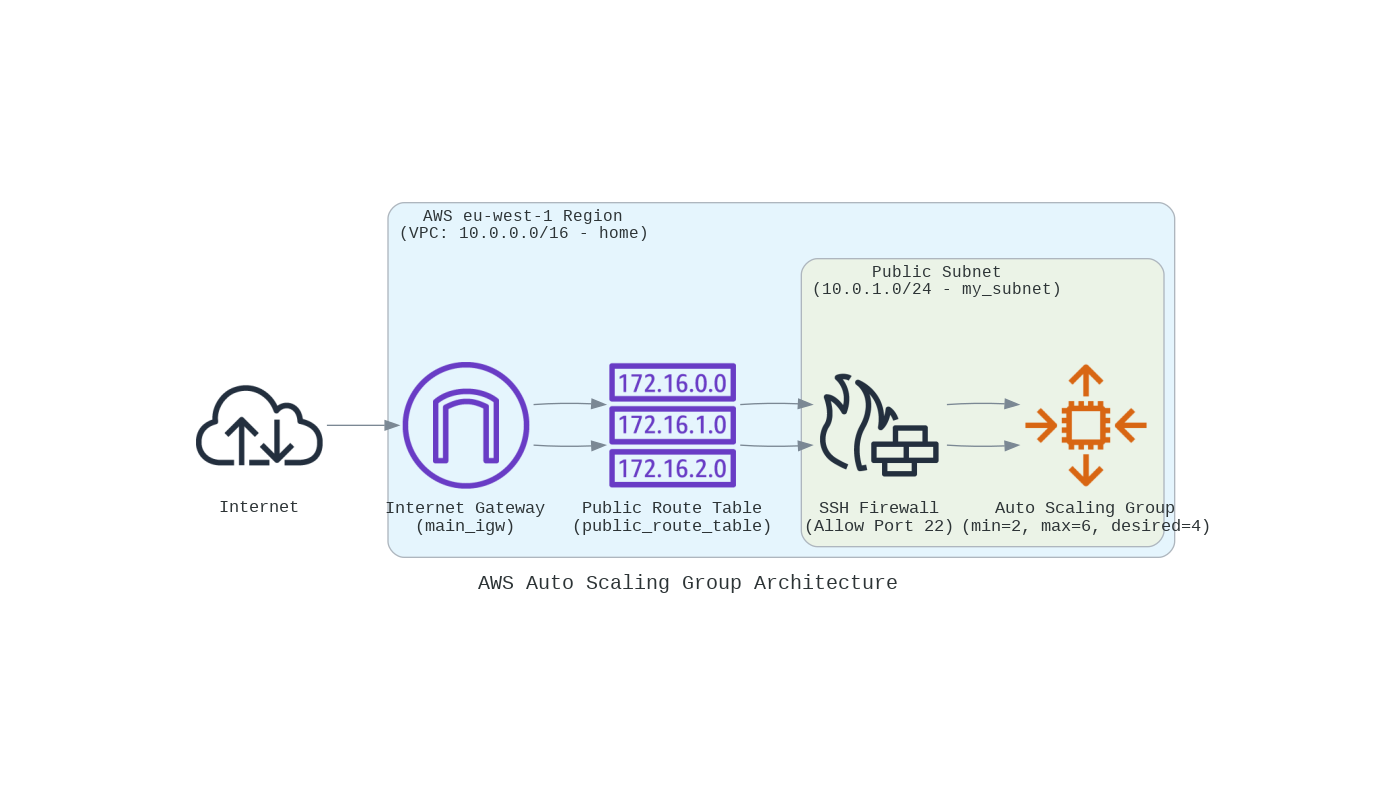 AWS eu-west-1 Region
(VPC: 10.0.0.0/16 - home)
Public Subnet
(10.0.1.0/24 - my_subnet)
172.16.0.0
172.16.1.0
172.16.2.0
Internet
Internet Gateway
(main_igw)
Public Route Table
(public_route_table)
SSH Firewall
(Allow Port 22)
Auto Scaling Group
(min=2, max=6, desired=4)
AWS Auto Scaling Group Architecture